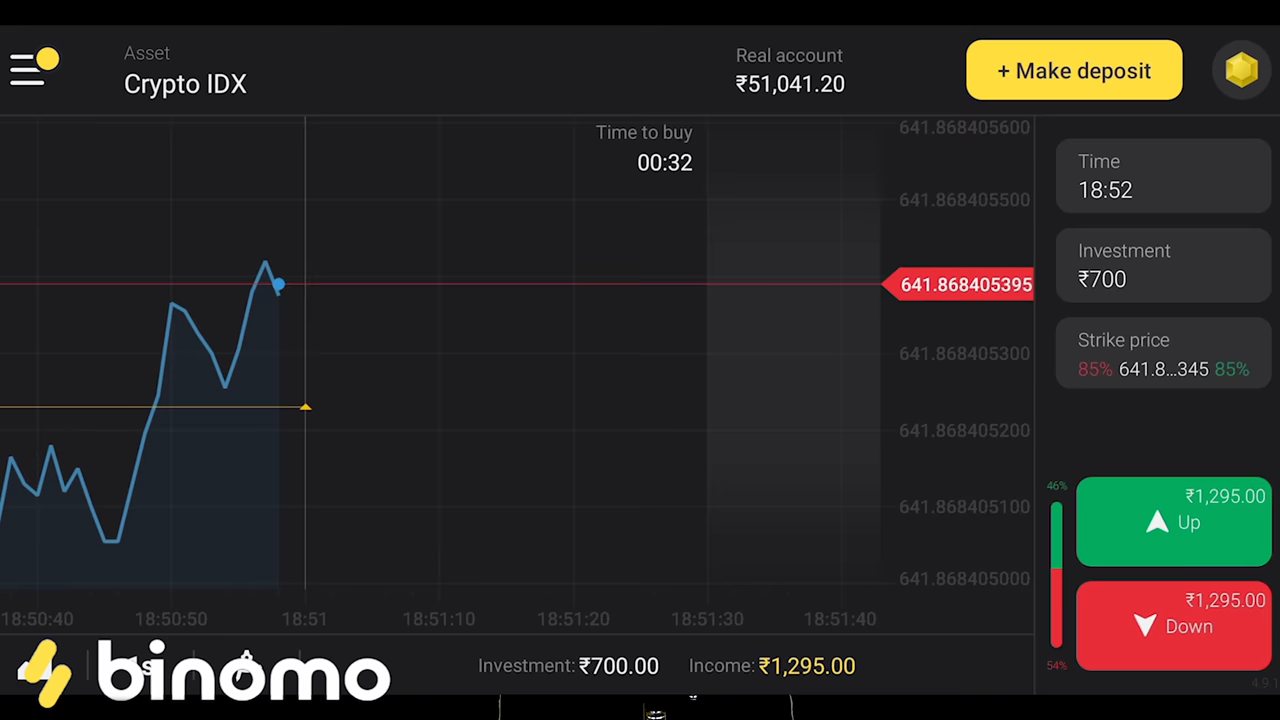 Asset
Crypto IDX
Real account
₹51,041.20
+ Make deposit
Time to buy
00:32
641.868405600
641.868405500
641.868405395
641.868405300
641.868405200
641.868405100
641.868405000
Time
18:52
Investment
₹700
Strike price
85% 641.8...345 85%
46%
₹1,295.00
Up
₹1,295.00
Down
54%
18:50:40
18:50:50
18:51
18:51:10
18:51:20
18:51:30
18:51:40
binomo
Investment: ₹700.00
Income: ₹1,295.00